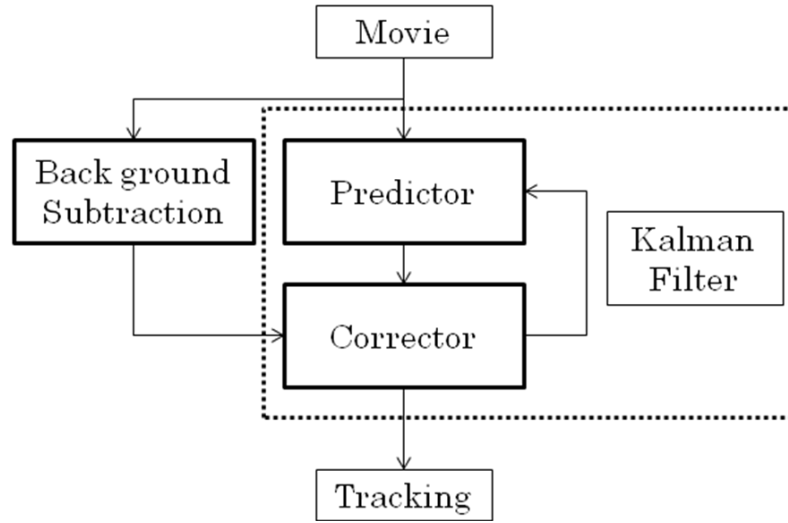 Movie
Back ground
Subtraction
Predictor
Kalman
Filter
Corrector
Tracking